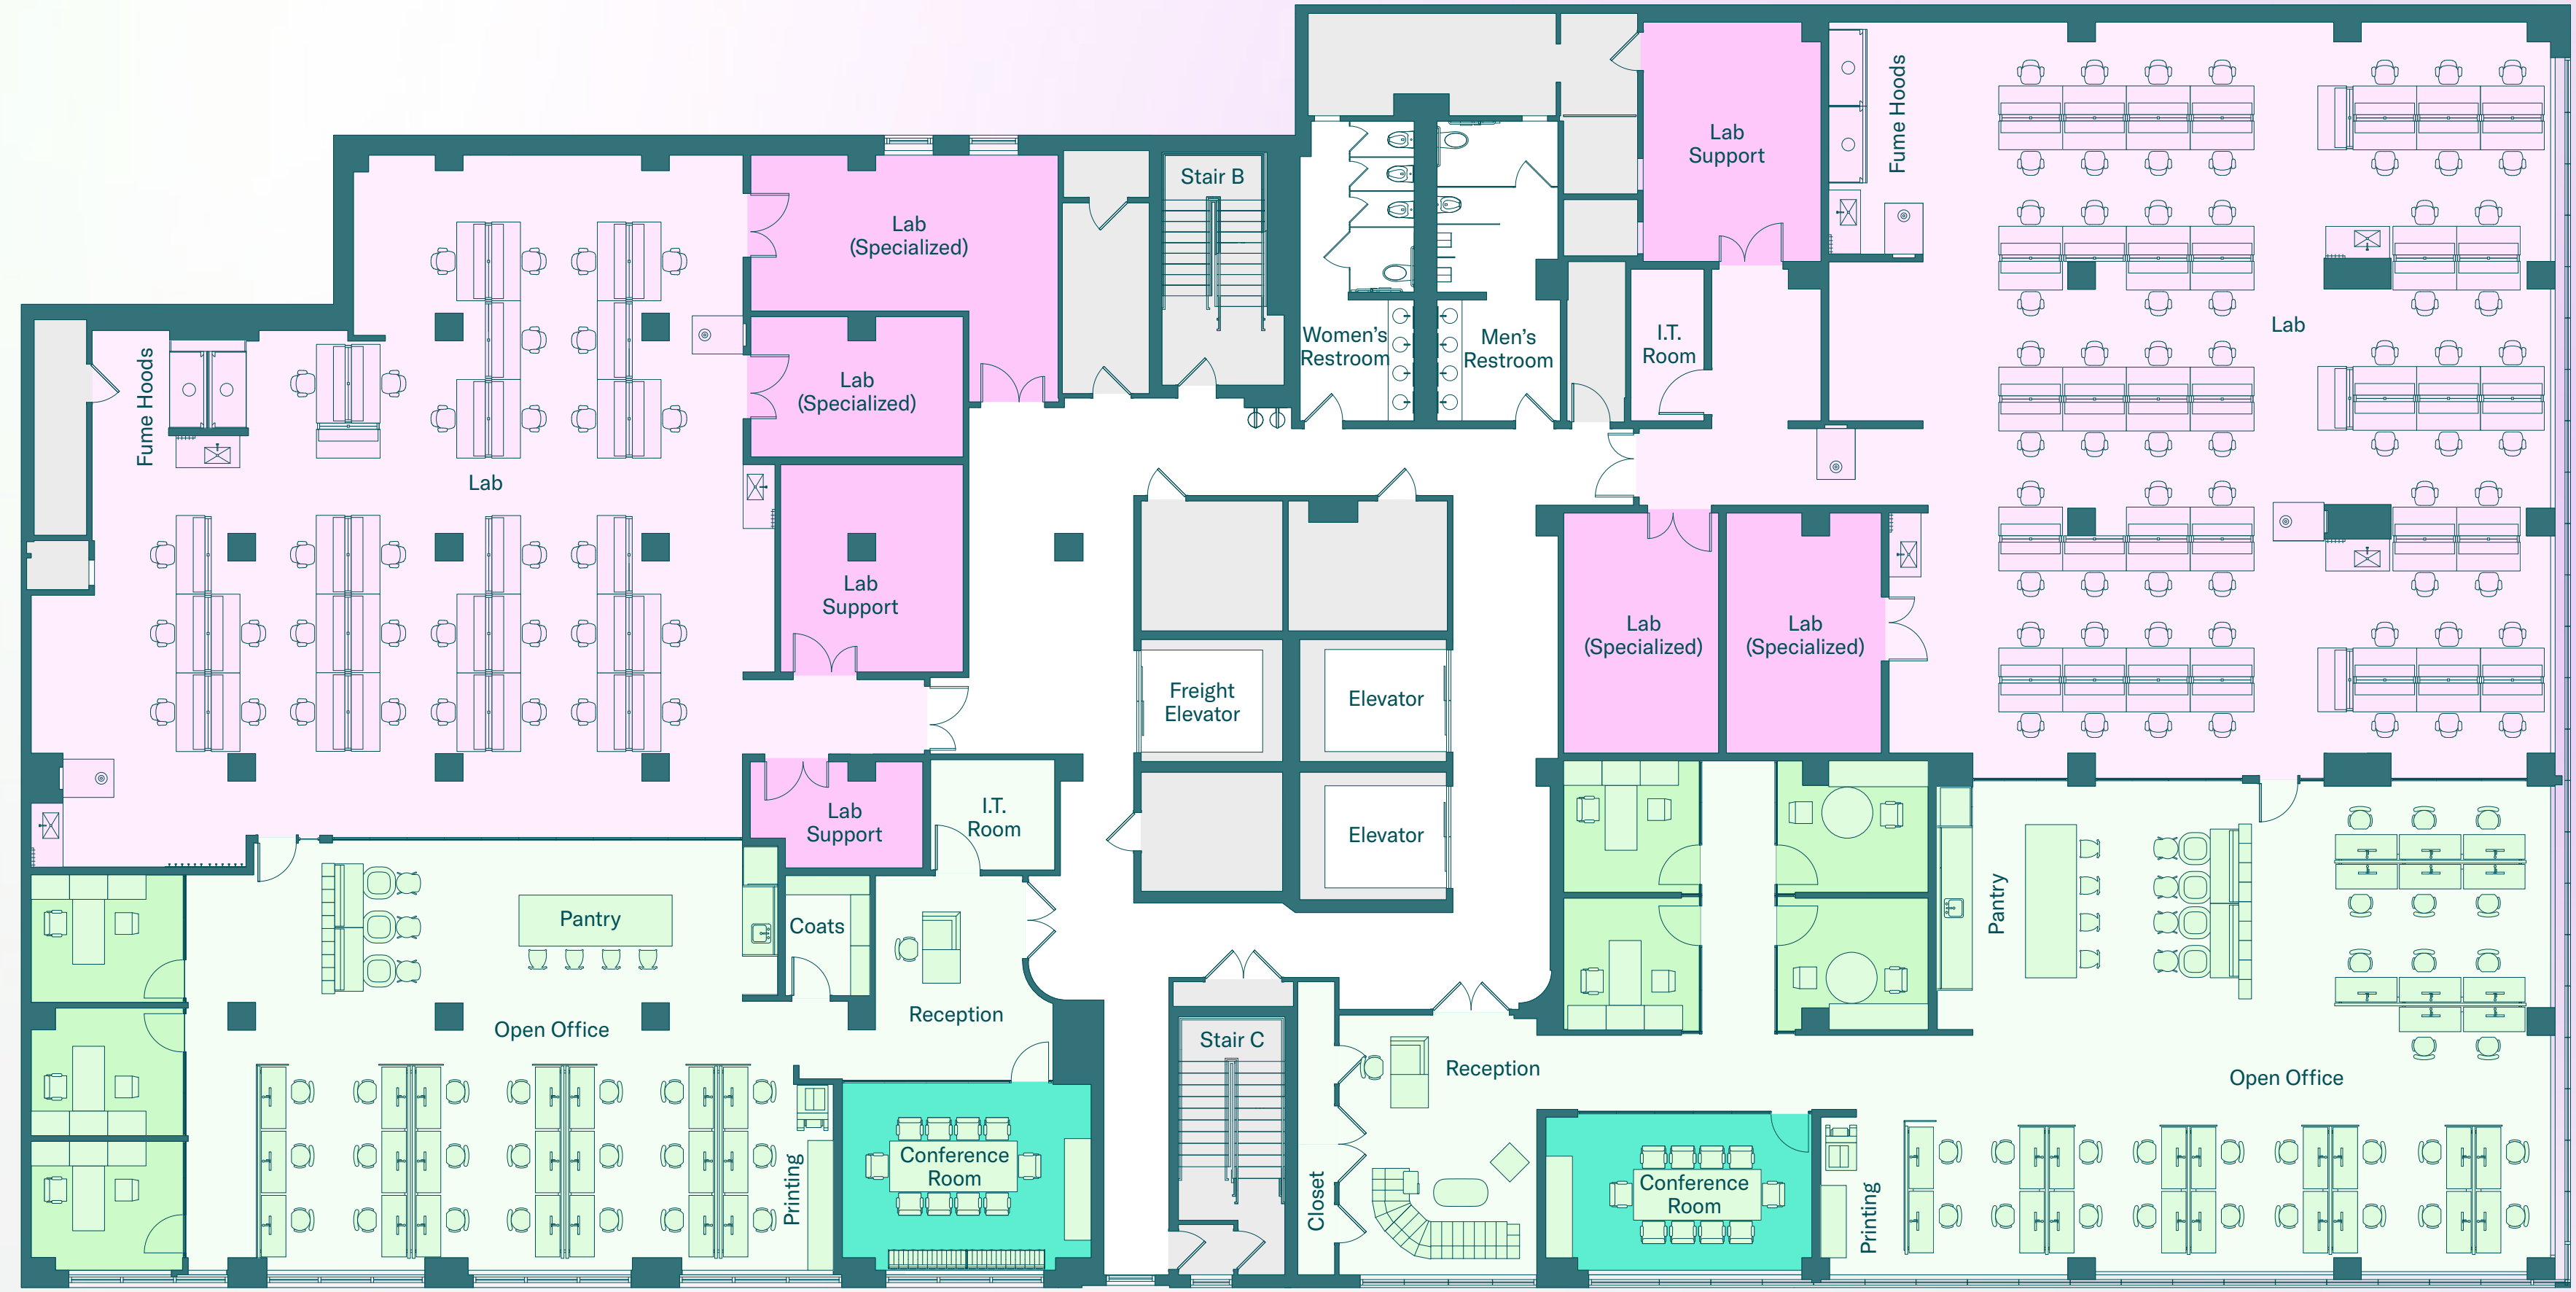 Lab
Support
Fume Hoods
Stair B
Lab
(Specialized)
Women's
Restroom
Men's
Restroom
I.T.
Room
Lab
Fume Hoods
Lab
(Specialized)
Lab
Lab
Support
Lab
(Specialized)
Lab
(Specialized)
Freight
Elevator
Elevator
Lab
Support
I.T.
Room
Elevator
Pantry
Coats
Pantry
Reception
Open Office
Stair C
Reception
Open Office
Printing
Conference
Room
Closet
Conference
Room
Printing